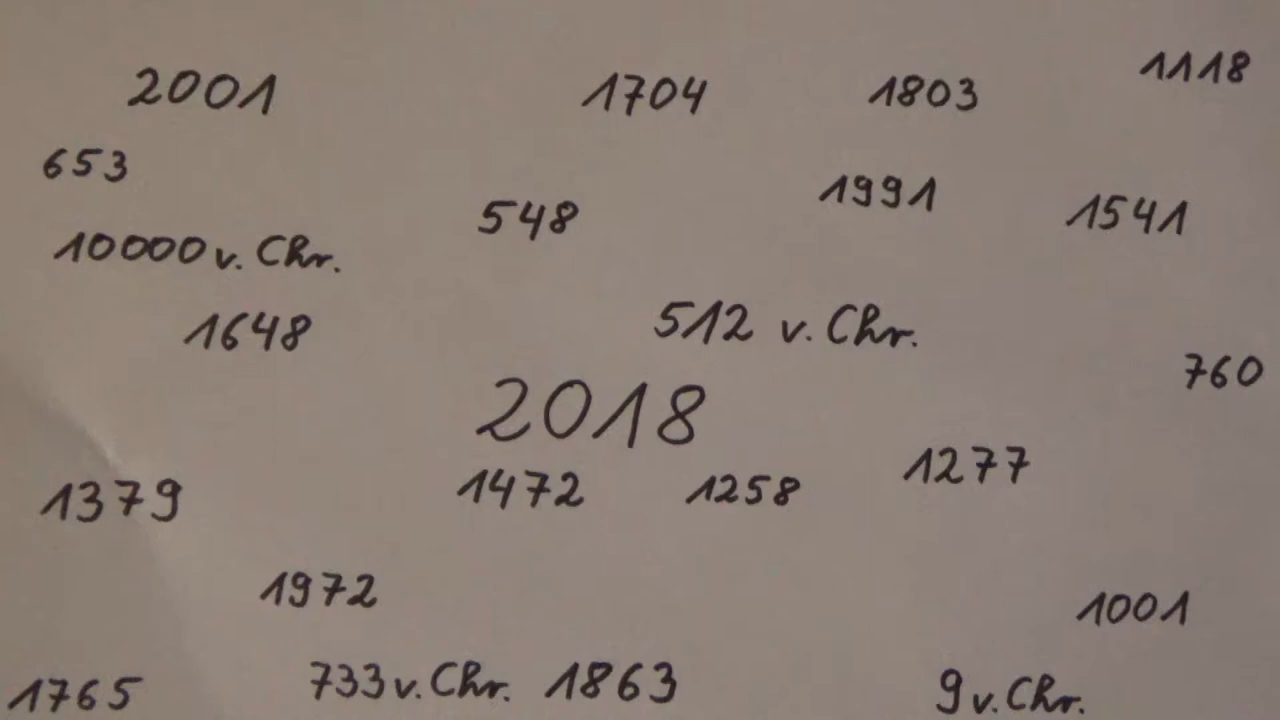 2001 1704 1803 1118
653 548 1991 1541
10000 v. Chr.
1648 512 v. Chr. 760
2018
1379 1472 1258 1277
1972 1001
1765 733 v. Chr. 1863 9 v. Chr.